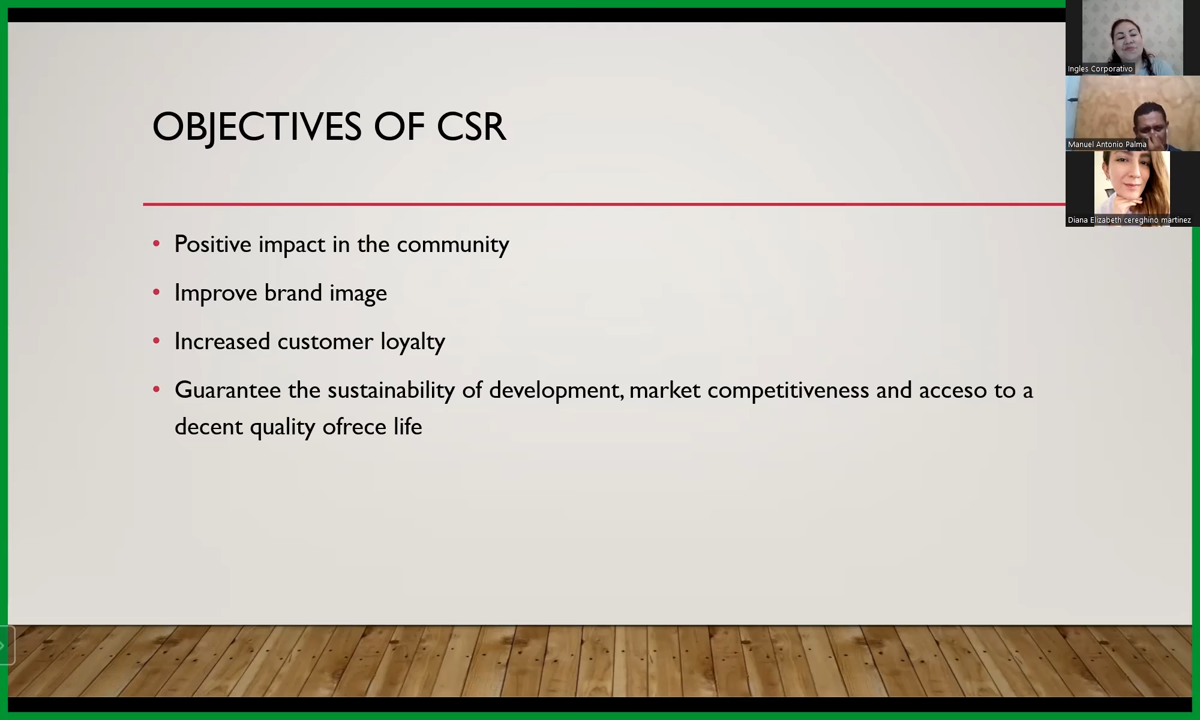 OBJECTIVES OF CSR
• Positive impact in the community
• Improve brand image
• Increased customer loyalty
• Guarantee the sustainability of development, market competitiveness and acceso to a
decent quality ofrece life
Ingles Corporativo
Manuel Antonio Palma
Diana Elizabeth cereghino martinez